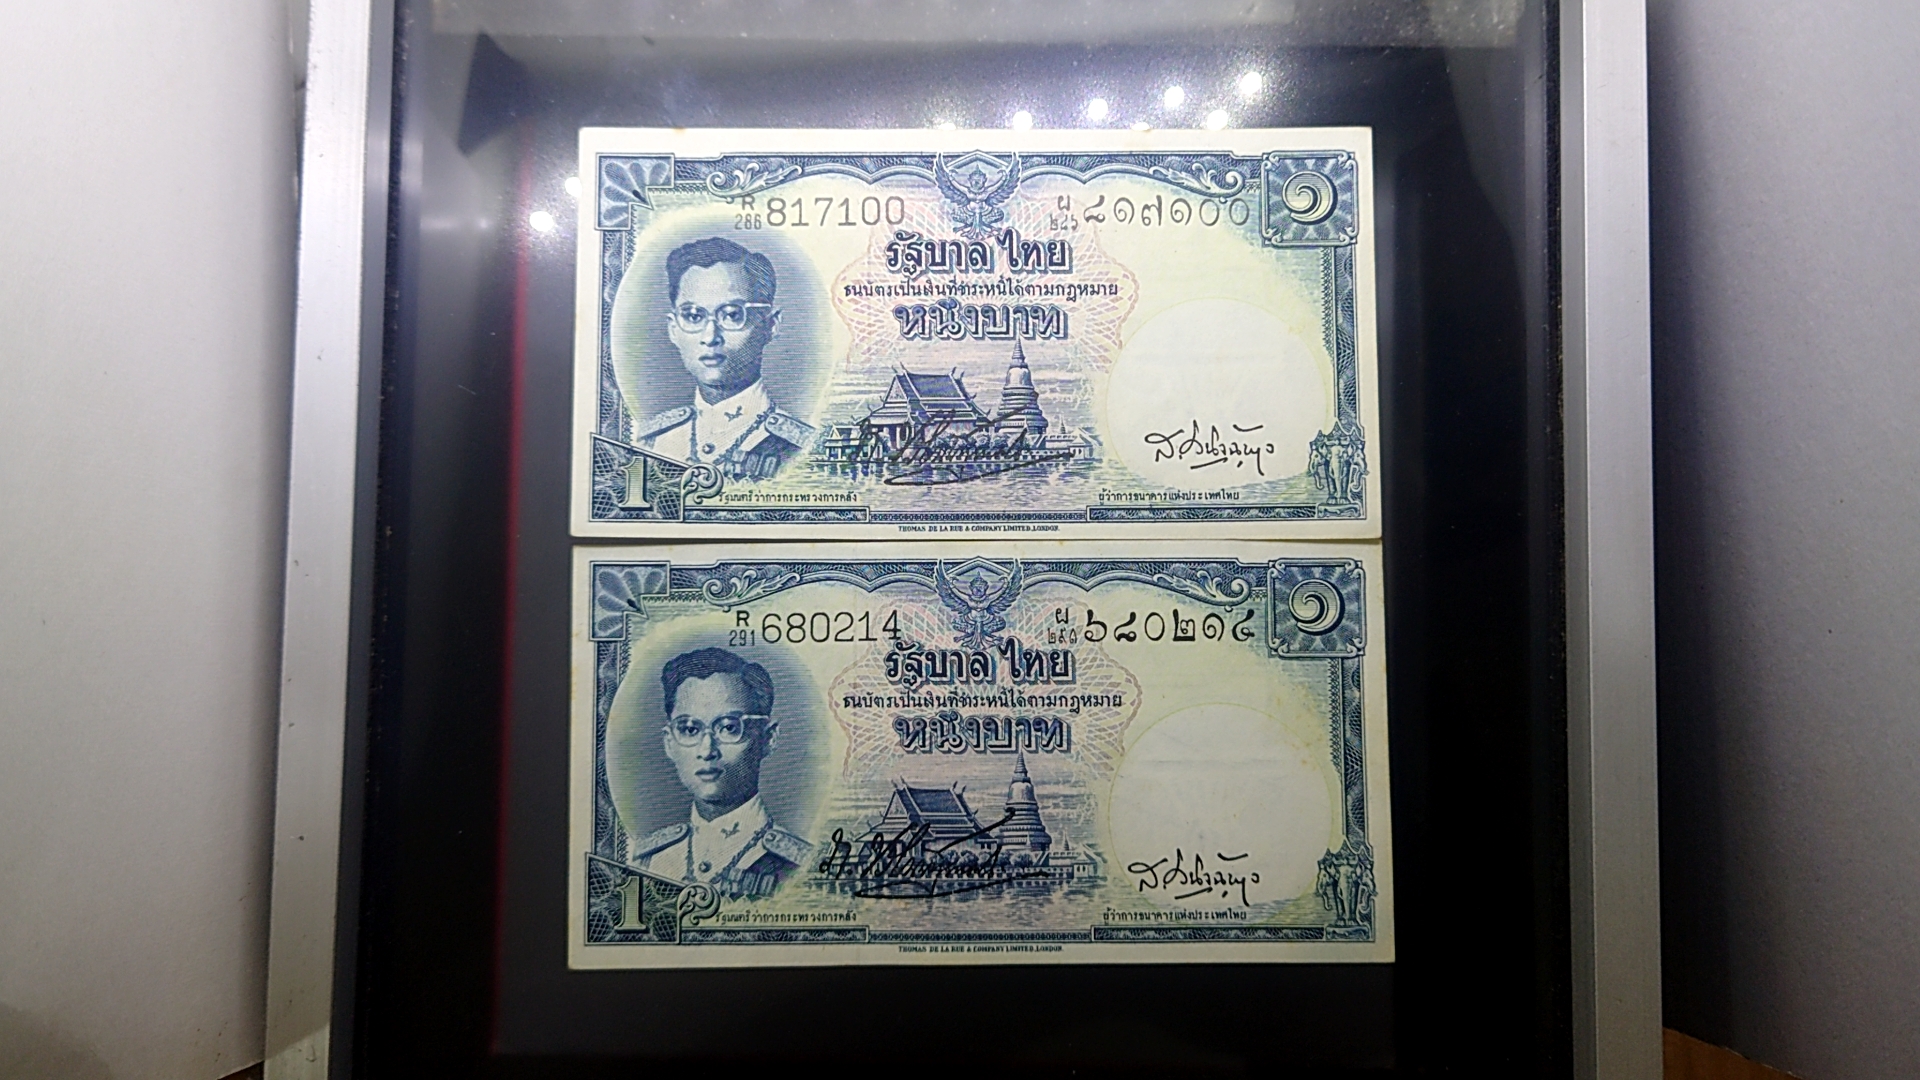 R
286 817100
ผ
๒๘๖ ๘๑๗๑๐๐
๑
รัฐบาลไทย
ธนบัตรเป็นเงินที่ชำระหนี้ได้ตามกฎหมาย
หนึ่งบาท
1
รัฐมนตรีว่าการกระทรวงการคลัง
ผู้ว่าการธนาคารแห่งประเทศไทย
THOMAS DE LA RUE & COMPANY LIMITED, LONDON.
R
291 680214
ผ
๒๙๑ ๖๘๐๒๑๔
๑
รัฐบาลไทย
ธนบัตรเป็นเงินที่ชำระหนี้ได้ตามกฎหมาย
หนึ่งบาท
1
รัฐมนตรีว่าการกระทรวงการคลัง
ผู้ว่าการธนาคารแห่งประเทศไทย
THOMAS DE LA RUE & COMPANY LIMITED, LONDON.